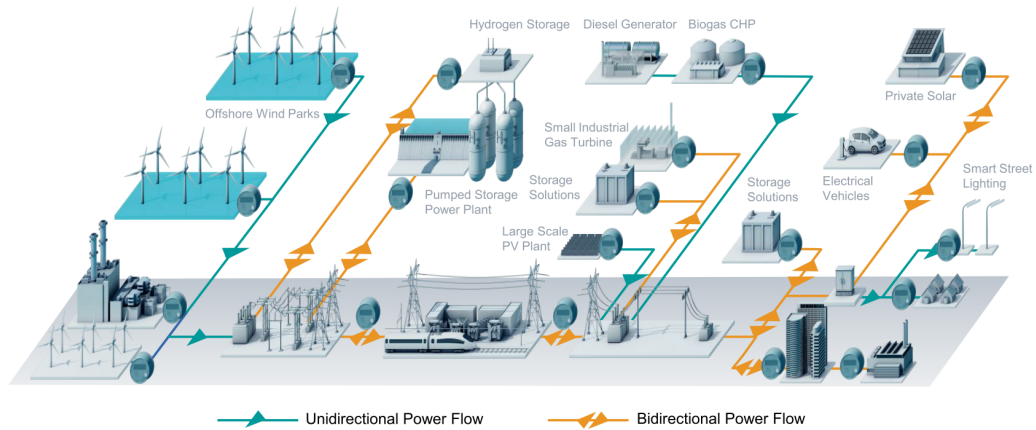 Hydrogen Storage
Diesel Generator
Biogas CHP
Offshore Wind Parks
Private Solar
Small Industrial
Gas Turbine
Pumped Storage
Power Plant
Storage
Solutions
Storage
Solutions
Electrical
Vehicles
Smart Street
Lighting
Large Scale
PV Plant
Unidirectional Power Flow
Bidirectional Power Flow